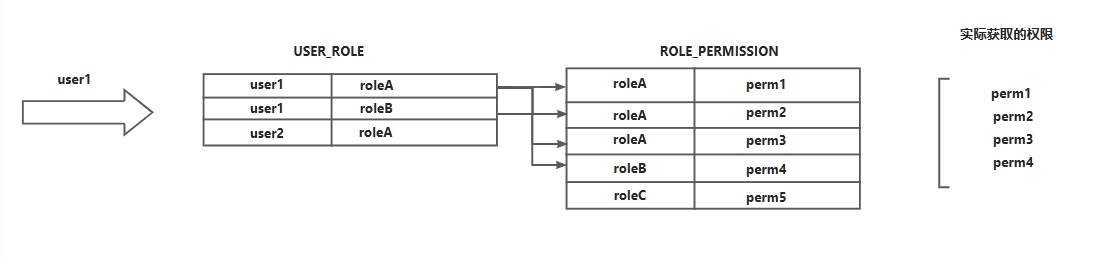 实际获取的权限
USER_ROLE
ROLE_PERMISSION
user1
user1 roleA
user1 roleB
user2 roleA
roleA perm1
roleA perm2
roleA perm3
roleB perm4
roleC perm5
perm1
perm2
perm3
perm4